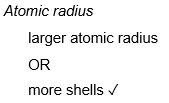 Atomic radius
larger atomic radius
OR
more shells ✓